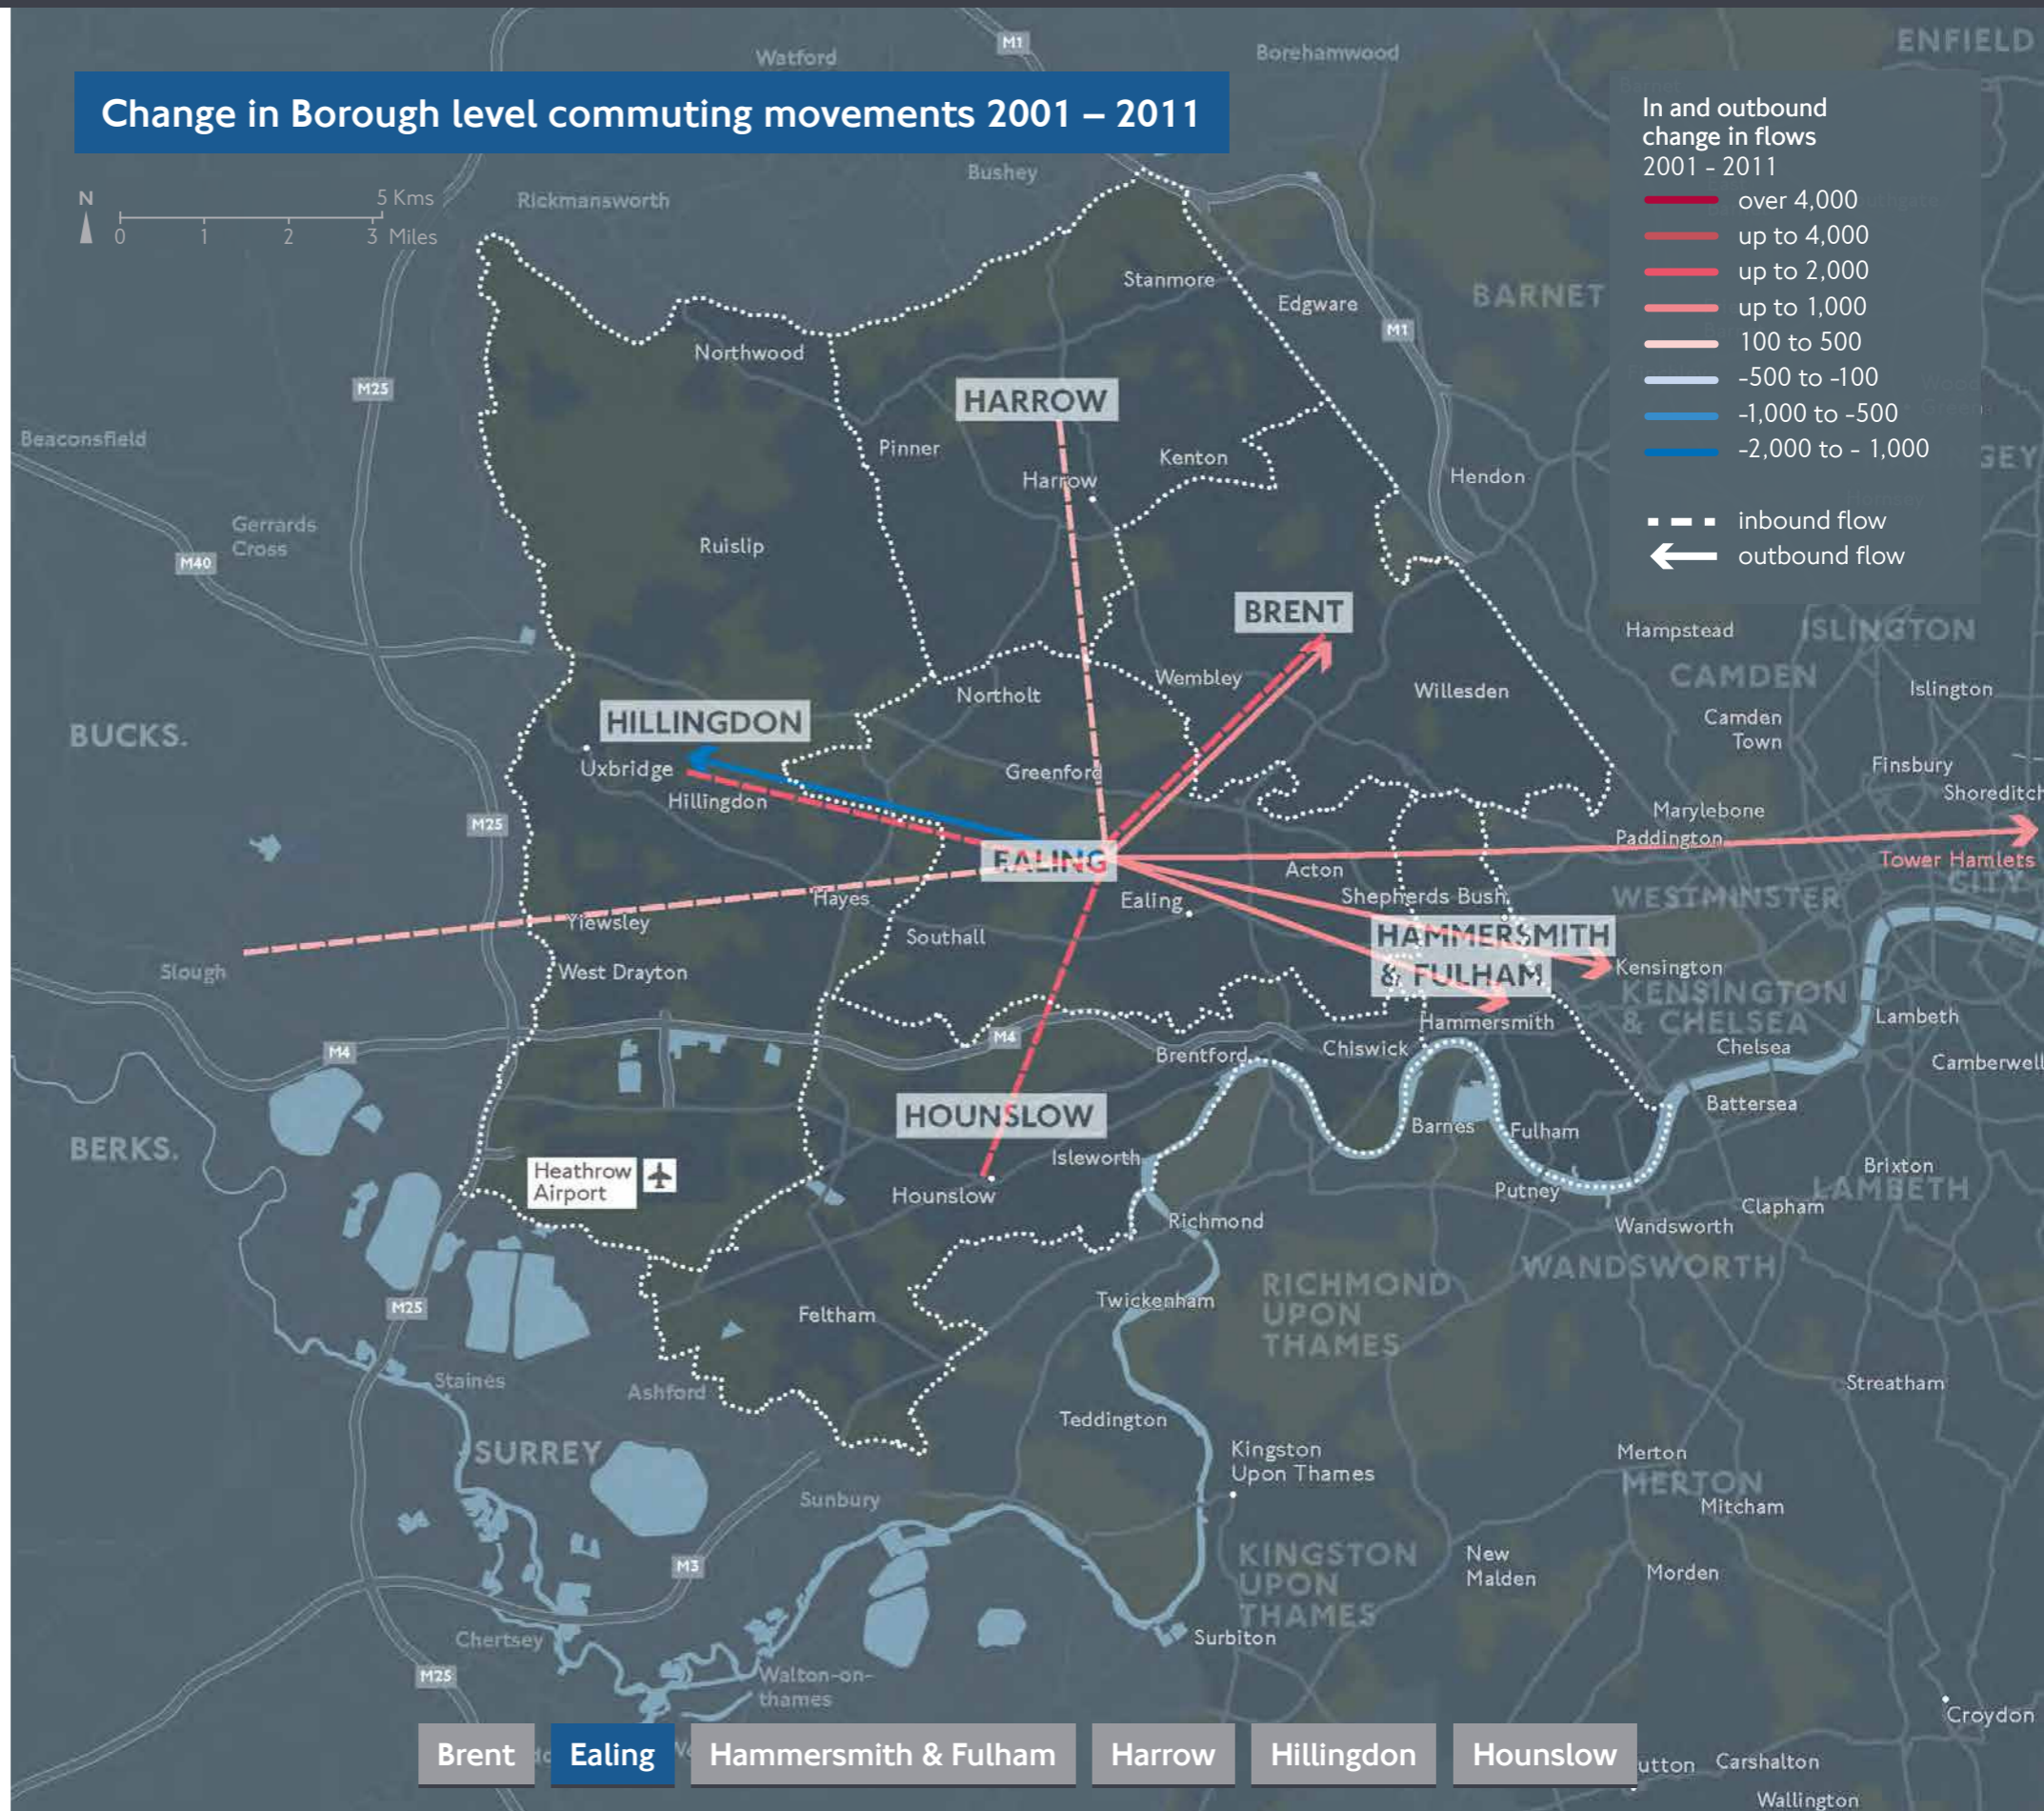 Change in Borough level commuting movements 2001 – 2011
N
5 Kms
0 1 2 3 Miles
In and outbound
change in flows
2001 - 2011
over 4,000
up to 4,000
up to 2,000
up to 1,000
100 to 500
-500 to -100
-1,000 to -500
-2,000 to - 1,000
inbound flow
outbound flow
Watford
M1
Borehamwood
ENFIELD
Bushey
Rickmansworth
Stanmore
Edgware
BARNET
M1
Northwood
M25
HARROW
Beaconsfield
Pinner
Kenton
Harrow
Hendon
Gerrards
Cross
M40
Ruislip
BRENT
Hampstead
ISLINGTON
CAMDEN
Wembley
Willesden
Islington
Northolt
Camden
Town
HILLINGDON
BUCKS.
Uxbridge
Greenford
Finsbury
Shoreditch
Hillingdon
Marylebone
M25
Paddington
EALING
Acton
Tower Hamlets
CITY
Hayes
Ealing
Shepherds Bush
WESTMINSTER
Yiewsley
Southall
HAMMERSMITH
& FULHAM
Slough
West Drayton
Kensington
KENSINGTON
& CHELSEA
Hammersmith
Lambeth
M4
M4
Brentford
Chiswick
Chelsea
Camberwell
HOUNSLOW
Battersea
BERKS.
Barnes
Fulham
Isleworth
Heathrow
Airport
Hounslow
Putney
Brixton
LAMBETH
Clapham
Richmond
Wandsworth
WANDSWORTH
RICHMOND
UPON
THAMES
M25
Twickenham
Feltham
Staines
Ashford
Streatham
Teddington
SURREY
Kingston
Upon Thames
Merton
MERTON
Mitcham
Sunbury
KINGSTON
UPON
THAMES
New
Malden
Morden
M3
Chertsey
Surbiton
M25
Walton-on-
thames
Croydon
Brent
Ealing
Hammersmith & Fulham
Harrow
Hillingdon
Hounslow
utton
Carshalton
Wallington